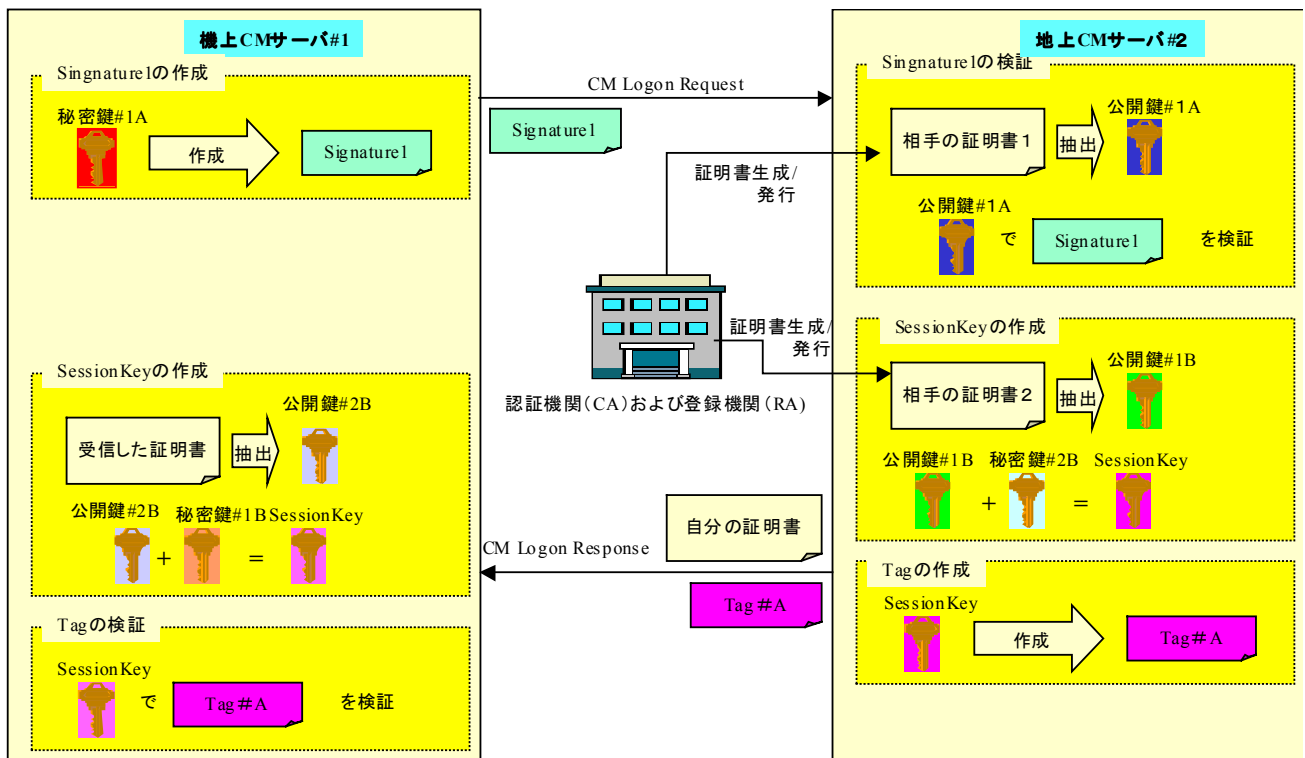 機上CMサーバ#1
Singnature1の作成
秘密鍵#1A
作成
Signature1
SessionKeyの作成
公開鍵#2B
受信した証明書
抽出
公開鍵#2B
秘密鍵#1B
SessionKey
+
=
Tagの検証
SessionKey
で
Tag#A
を検証
CM Logon Request
Signature1
証明書生成/
発行
証明書生成/
発行
認証機関(CA)および登録機関(RA)
自分の証明書
CM Logon Response
Tag#A
地上CMサーバ#2
Singnature1の検証
公開鍵#1A
相手の証明書1
抽出
公開鍵#1A
で
Signature1
を検証
SessionKeyの作成
公開鍵#1B
相手の証明書2
抽出
公開鍵#1B
秘密鍵#2B
SessionKey
+
=
Tagの作成
SessionKey
作成
Tag#A